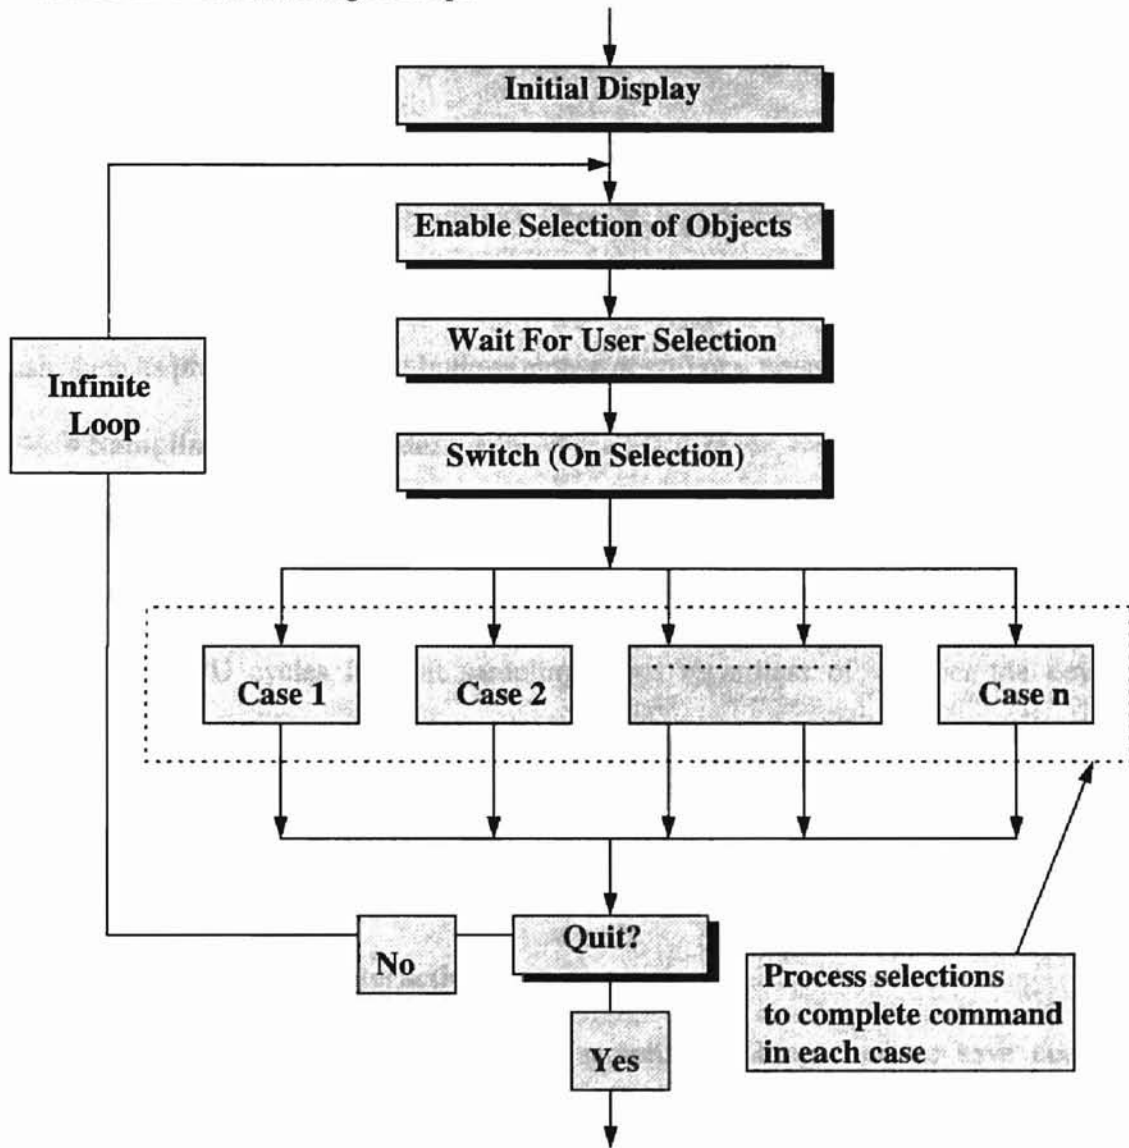 Initial Display
Enable Selection of Objects
Wait For User Selection
Infinite
Loop
Switch (On Selection)
Case 1
Case 2
..................
Case n
Quit?
No
Yes
Process selections
to complete command
in each case